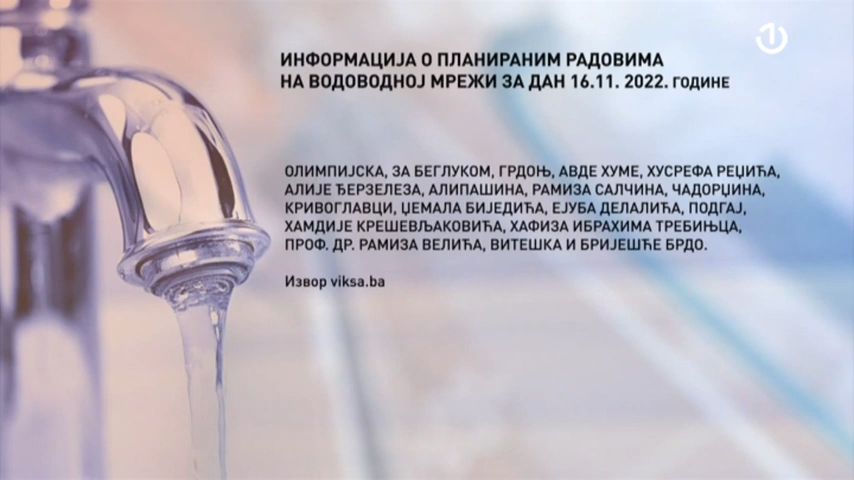 ИНФОРМАЦИЈА О ПЛАНИРАНИМ РАДОВИМА
НА ВОДОВОДНОЈ МРЕЖИ ЗА ДАН 16.11. 2022. ГОДИНЕ
ОЛИМПИЈСКА, ЗА БЕГЛУКОМ, ГРДОЊ, АВДЕ ХУМЕ, ХУСРЕФА РЕЏИЋА,
АЛИЈЕ ЂЕРЗЕЛЕЗА, АЛИПАШИНА, РАМИЗА САЛЧИНА, ЧАДОРЏИНА,
КРИВОГЛАВЦИ, ЏЕМАЛА БИЈЕДИЋА, ЕЈУБА ДЕЛАЛИЋА, ПОДГАЈ,
ХАМДИЈЕ КРЕШЕВЉАКОВИЋА, ХАФИЗА ИБРАХИМА ТРЕБИЊЦА,
ПРОФ. ДР. РАМИЗА ВЕЛИЋА, ВИТЕШКА И БРИЈЕШЋЕ БРДО.
Извор viksa.ba